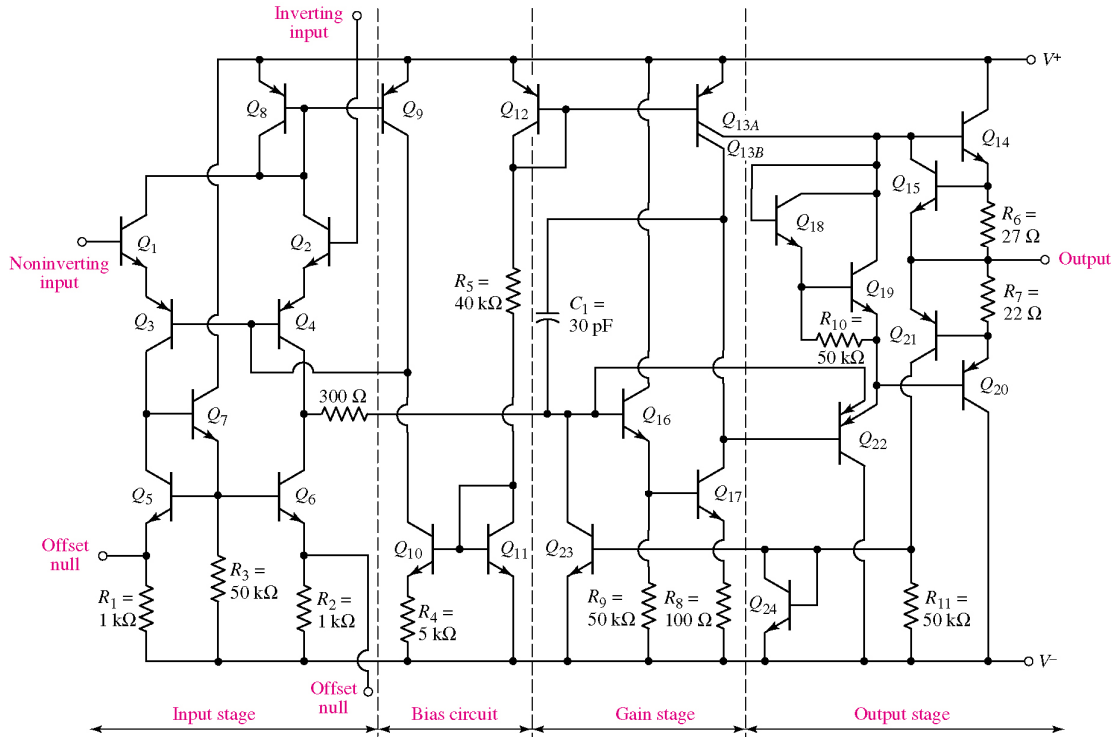 Inverting
input
V+
Q8
Q9
Q12
Q13A
Q13B
Q14
Q15
Q1
Q2
Noninverting
input
Q18
R6 =
27 Ω
Output
R5 =
40 kΩ
C1 =
30 pF
Q19
R7 =
22 Ω
Q3
Q4
R10 =
50 kΩ
Q21
Q20
300 Ω
Q7
Q16
Q22
Q5
Q6
Q17
Offset
null
Q10
Q11
Q23
R1 =
1 kΩ
R3 =
50 kΩ
R2 =
1 kΩ
R4 =
5 kΩ
R9 =
50 kΩ
R8 =
100 Ω
Q24
R11 =
50 kΩ
V−
Offset
null
Input stage
Bias circuit
Gain stage
Output stage